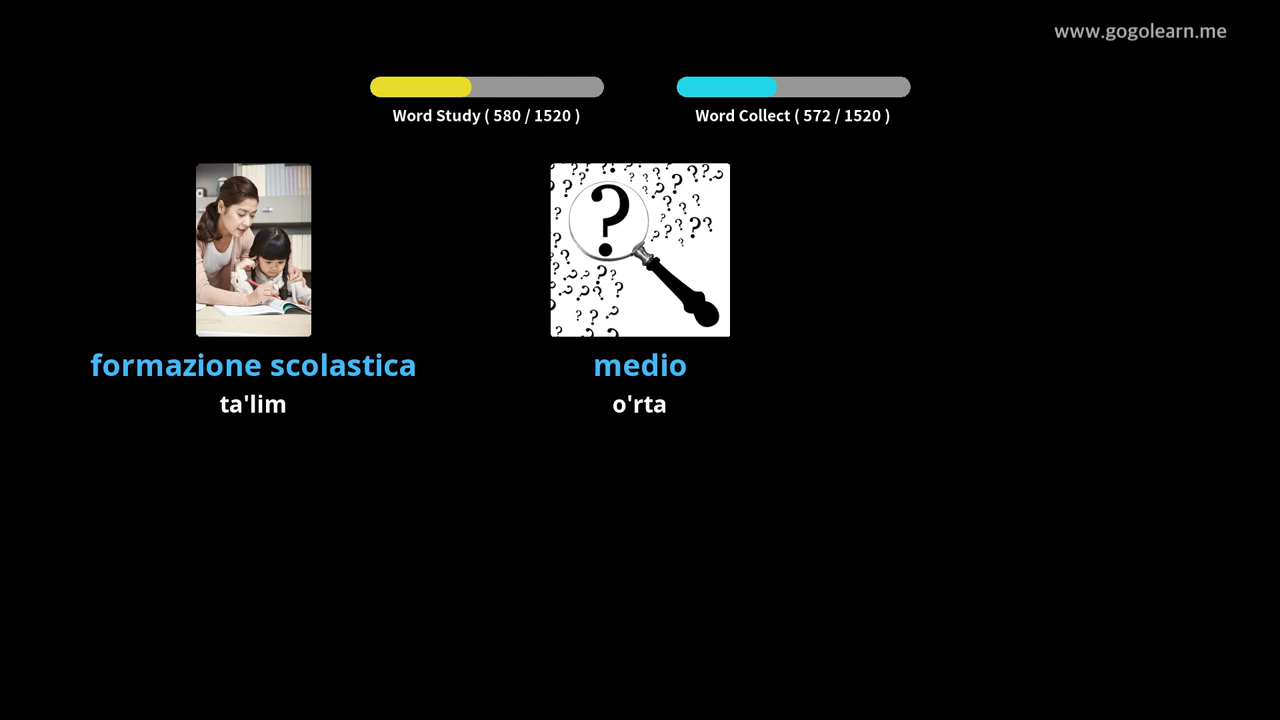 www.gogolearn.me
Word Study ( 580 / 1520 )
Word Collect ( 572 / 1520 )
formazione scolastica
ta'lim
medio
o'rta